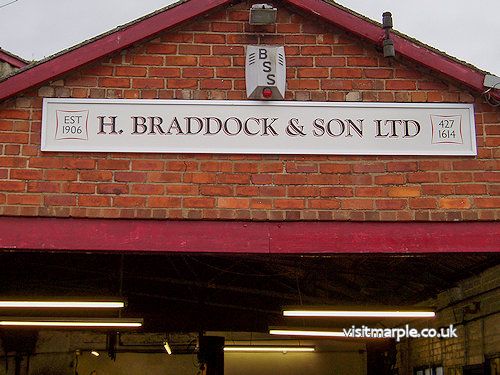 BSS
EST
1906
H. BRADDOCK & SON LTD
427
1614
visitmarple.co.uk